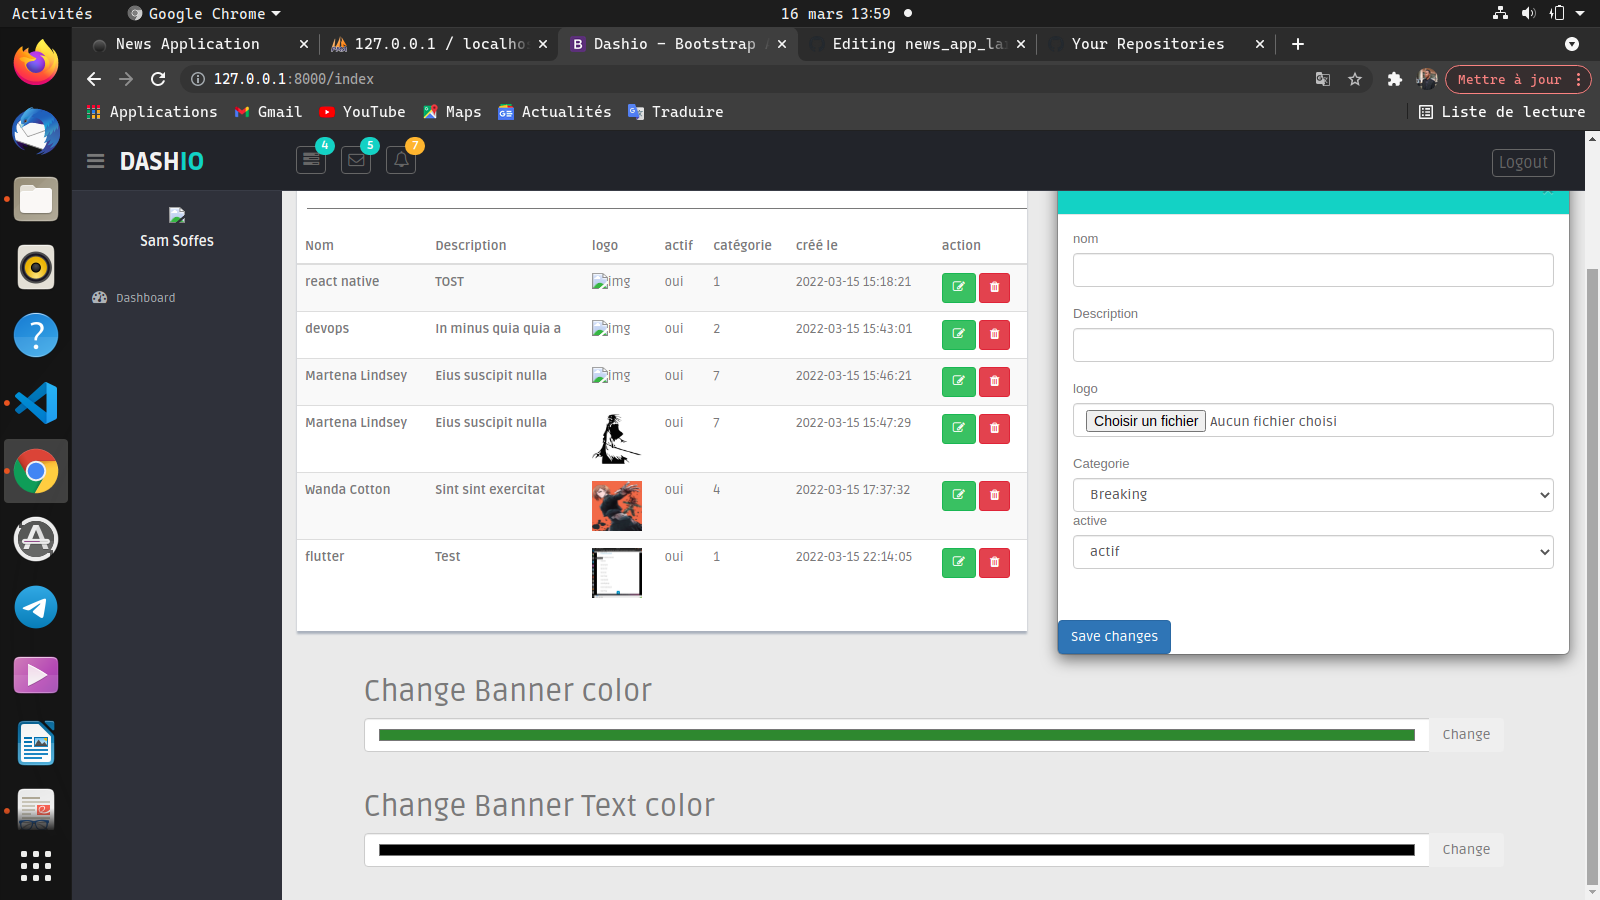 Activités
Google Chrome
16 mars 13:59
News Application
127.0.0.1 / localho
Dashio - Bootstrap
Editing news_app_la
Your Repositories
127.0.0.1:8000/index
Mettre à jour
Applications
Gmail
YouTube
Maps
Actualités
Traduire
Liste de lecture
DASHIO
4
5
7
Logout
Sam Soffes
Dashboard
Nom Description logo actif catégorie créé le action
react native TOST img oui 1 2022-03-15 15:18:21
devops In minus quia quia a img oui 2 2022-03-15 15:43:01
Martena Lindsey Eius suscipit nulla img oui 7 2022-03-15 15:46:21
Martena Lindsey Eius suscipit nulla oui 7 2022-03-15 15:47:29
Wanda Cotton Sint sint exercitat oui 4 2022-03-15 17:37:32
flutter Test oui 1 2022-03-15 22:14:05
nom
Description
logo
Choisir un fichier Aucun fichier choisi
Categorie
Breaking
active
actif
Save changes
Change Banner color
Change
Change Banner Text color
Change